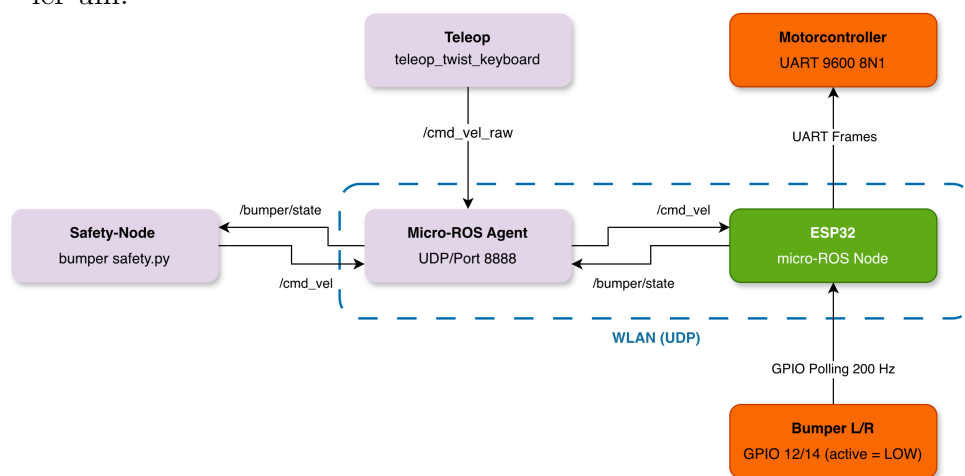 Teleop
teleop_twist_keyboard
Motorcontroller
UART 9600 8N1
/cmd_vel_raw
UART Frames
/bumper/state
/cmd_vel
Safety-Node
bumper safety.py
Micro-ROS Agent
UDP/Port 8888
ESP32
micro-ROS Node
/cmd_vel
/bumper/state
WLAN (UDP)
GPIO Polling 200 Hz
Bumper L/R
GPIO 12/14 (active = LOW)